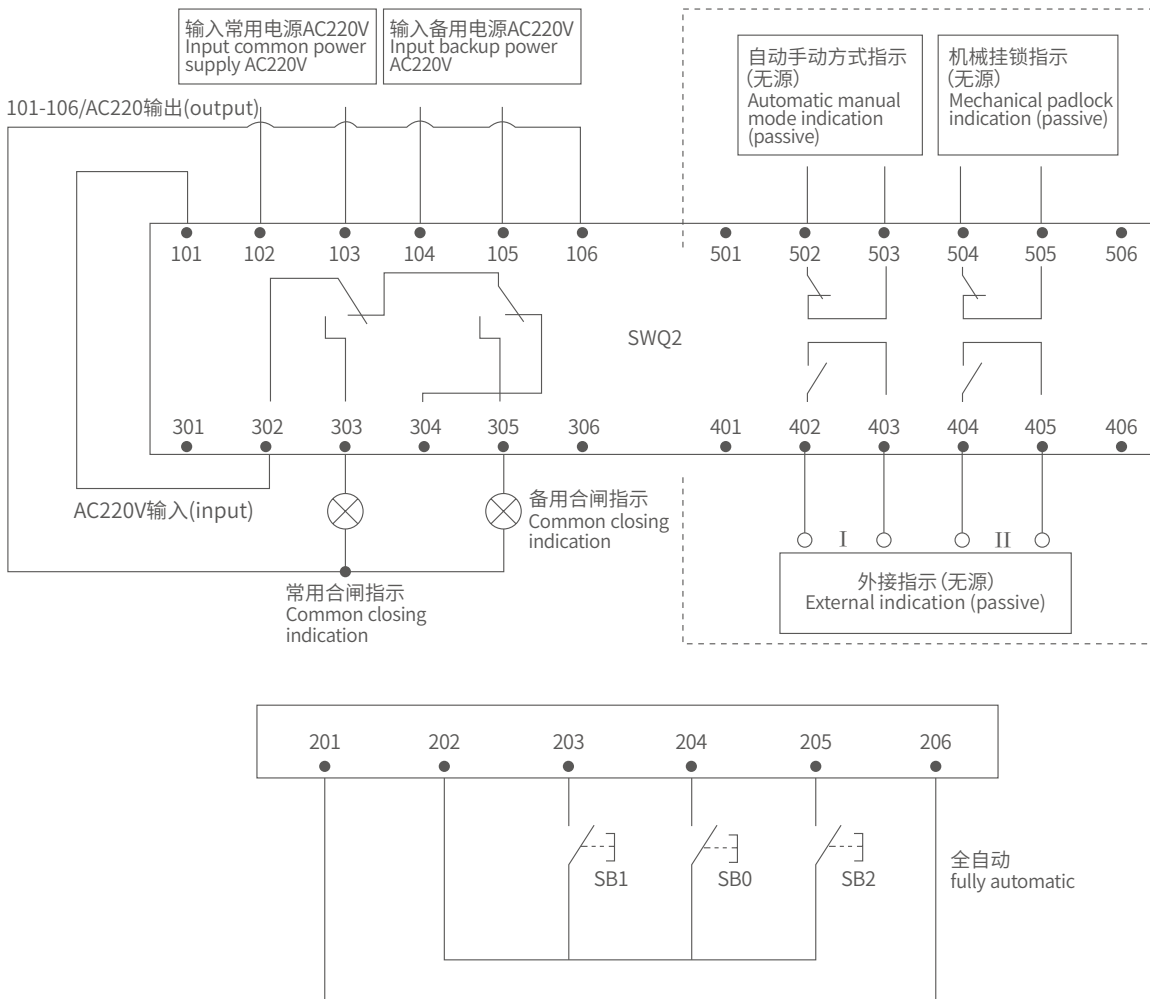 输入常用电源AC220V
Input common power
supply AC220V
输入备用电源AC220V
Input backup power
AC220V
自动手动方式指示
(无源)
Automatic manual
mode indication
(passive)
机械挂锁指示
(无源)
Mechanical padlock
indication (passive)
101-106/AC220输出(output)
101 102 103 104 105 106 501 502 503 504 505 506
SWQ2
301 302 303 304 305 306 401 402 403 404 405 406
AC220V输入(input)
备用合闸指示
Common closing
indication
常用合闸指示
Common closing
indication
I II
外接指示(无源)
External indication (passive)
201 202 203 204 205 206
SB1 SB0 SB2
全自动
fully automatic